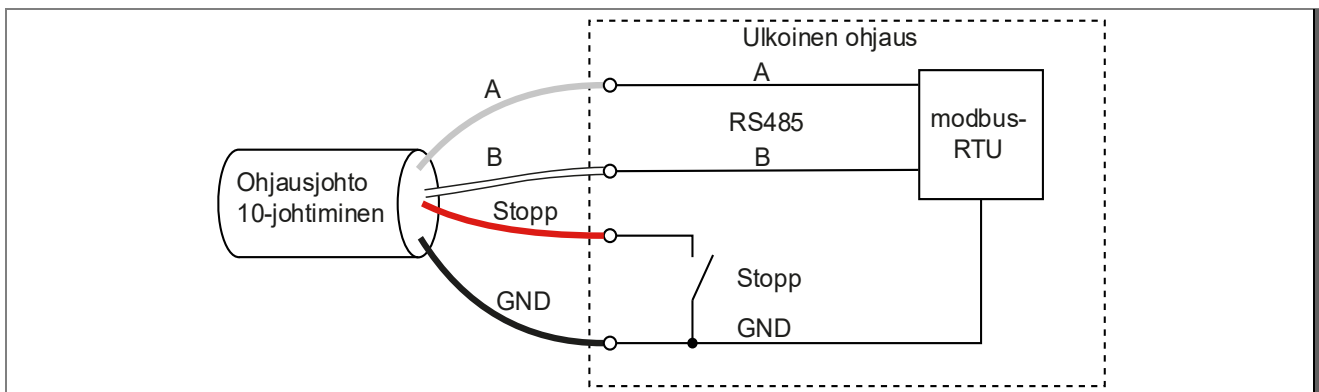 Ulkoinen ohjaus
A
A
RS485
modbus-
RTU
B
B
Ohjausjohto
10-johtiminen
Stopp
Stopp
GND
GND